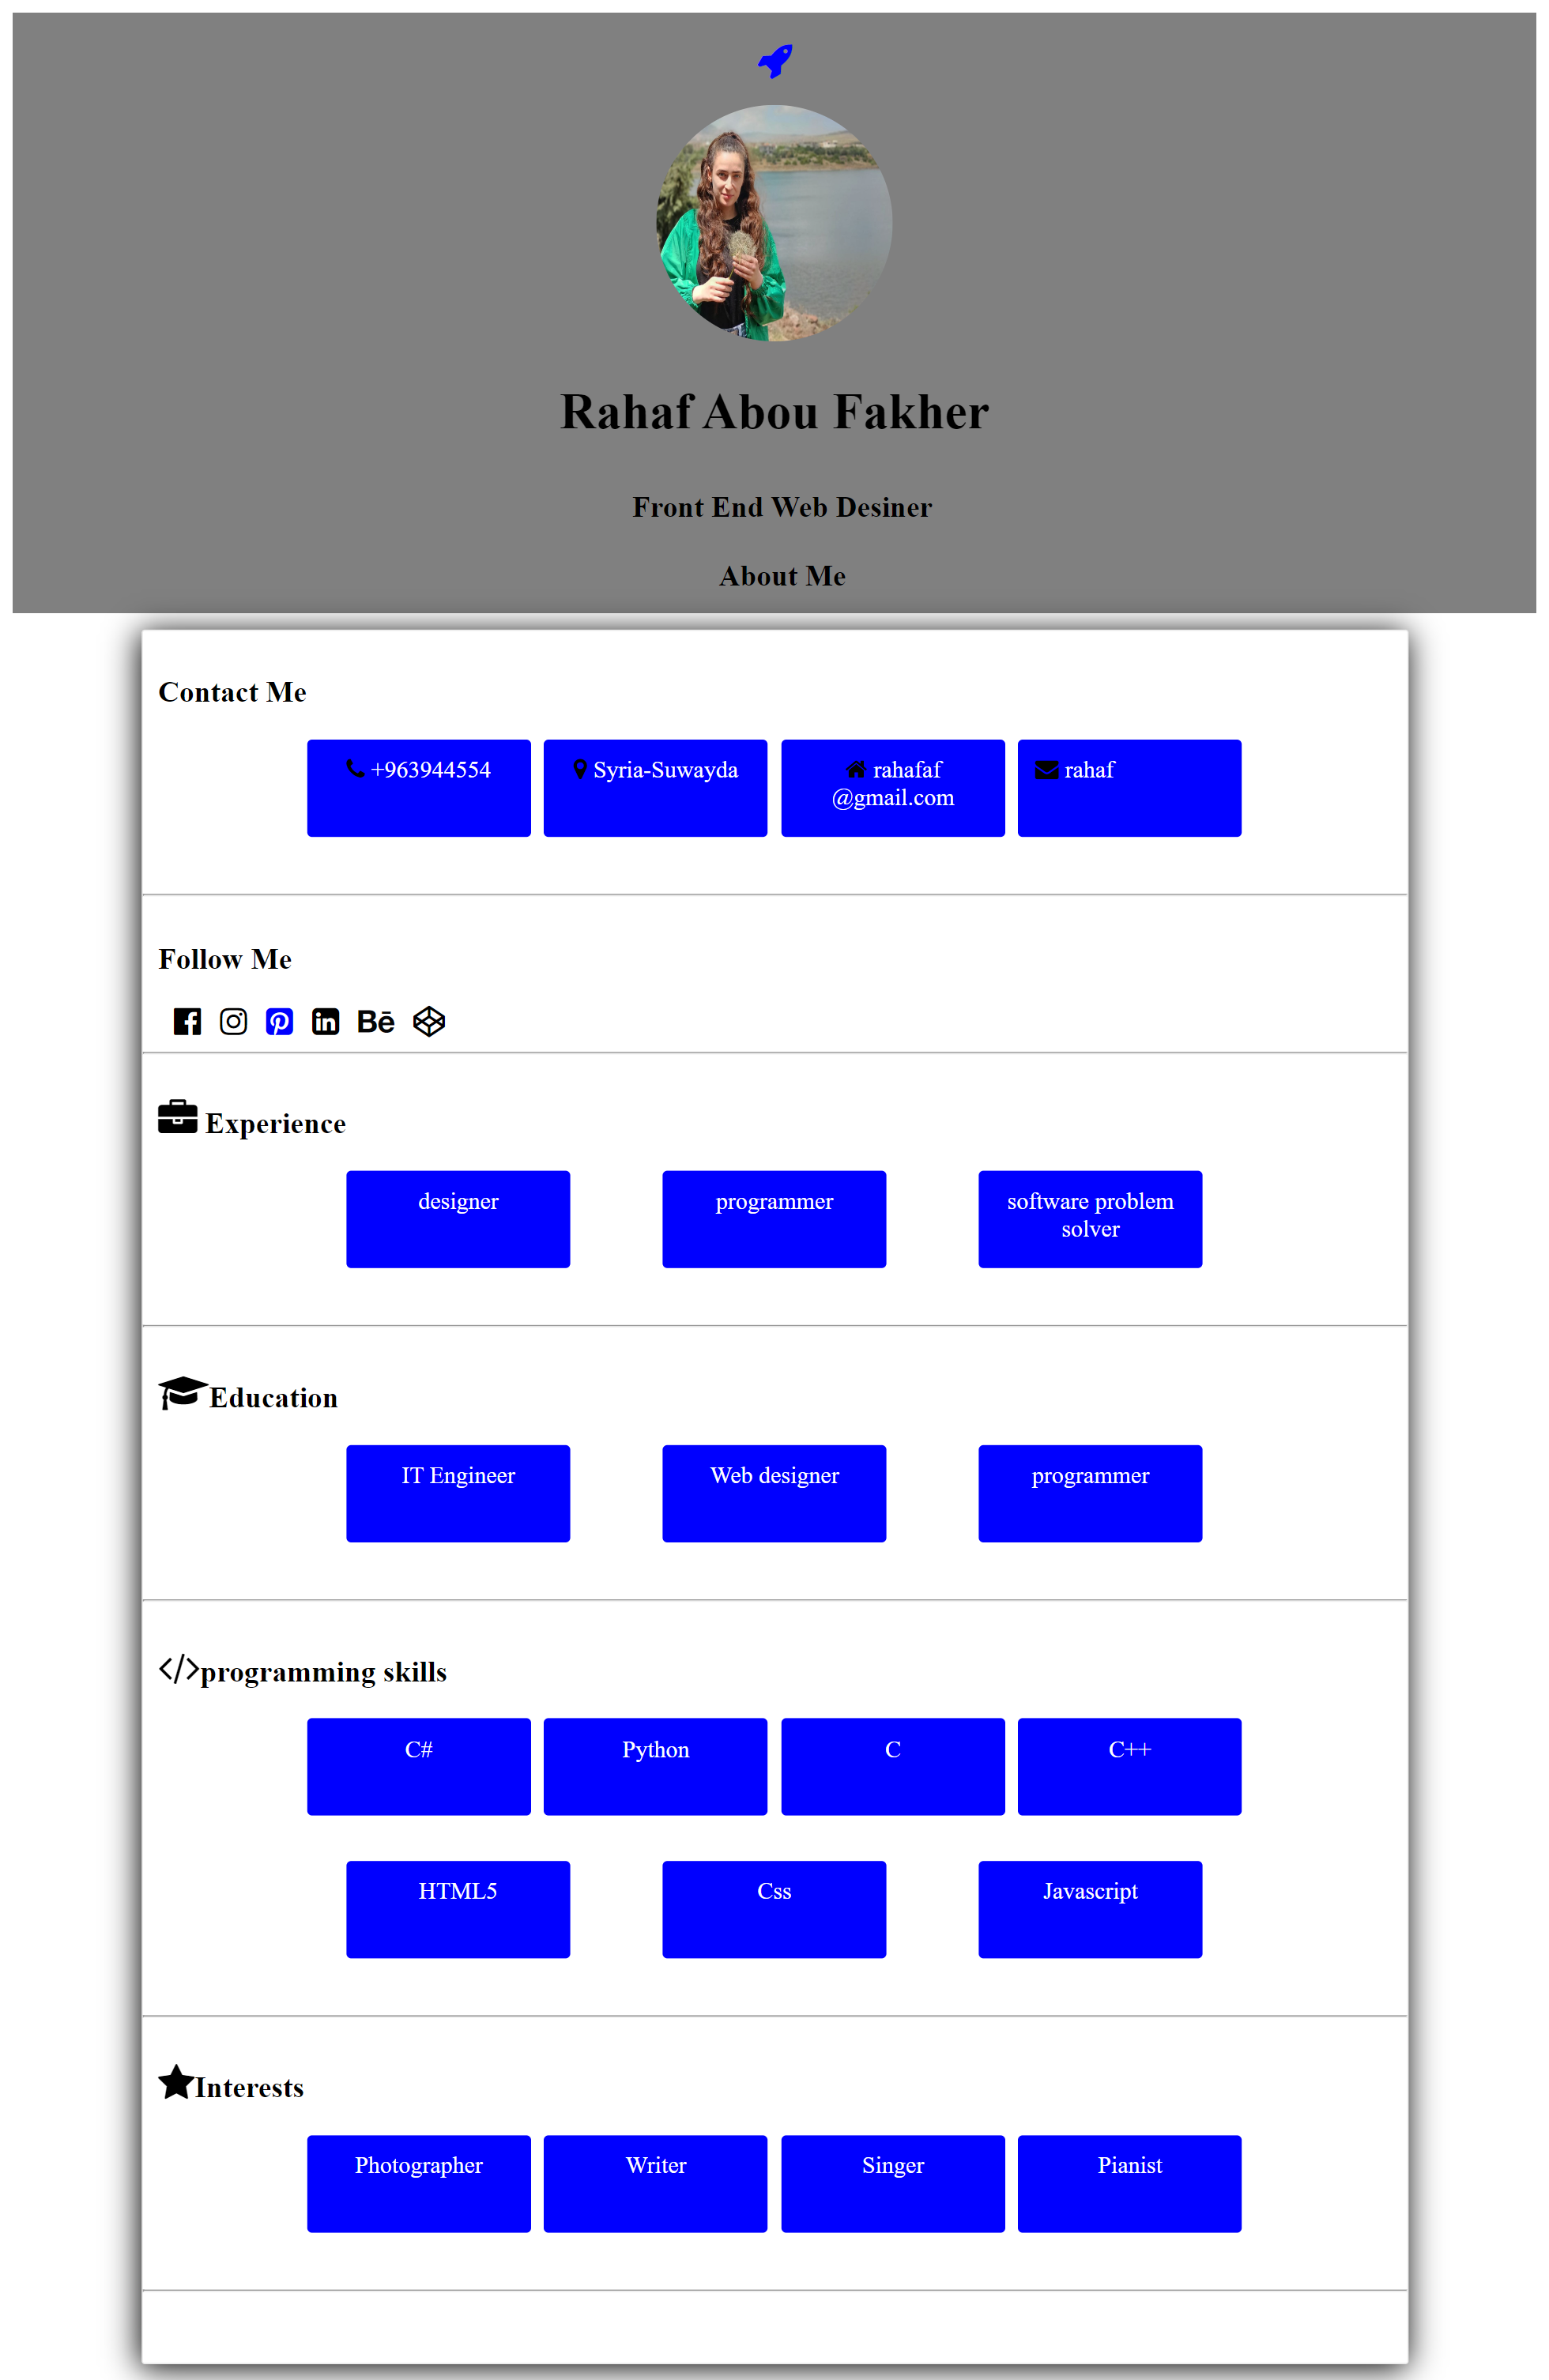 Rahaf Abou Fakher
Front End Web Desiner
About Me
Contact Me
+963944554
Syria-Suwayda
rahafaf
@gmail.com
rahaf
Follow Me
Bē
Experience
designer
programmer
software problem
solver
Education
IT Engineer
Web designer
programmer
</>programming skills
C#
Python
C
C++
HTML5
Css
Javascript
Interests
Photographer
Writer
Singer
Pianist